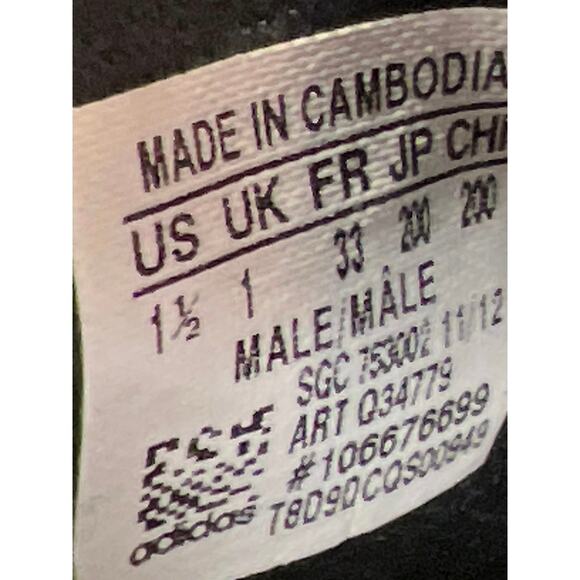 MADE IN CAMBODIA
US UK FR JP CHN
1½ 1 33 200 200
MALE/MÂLE
SGC 753002 11/12
ART Q34779
#106676699
T8D9DCQS00949
adidas